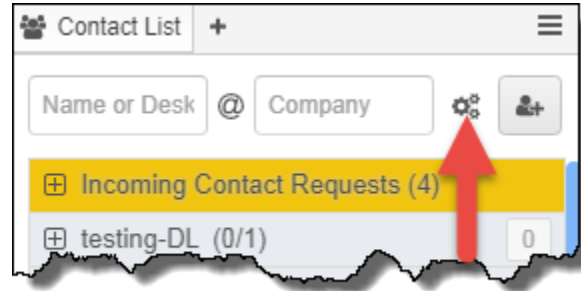 Contact List +
Name or Desk @ Company
Incoming Contact Requests (4)
testing-DL (0/1) 0